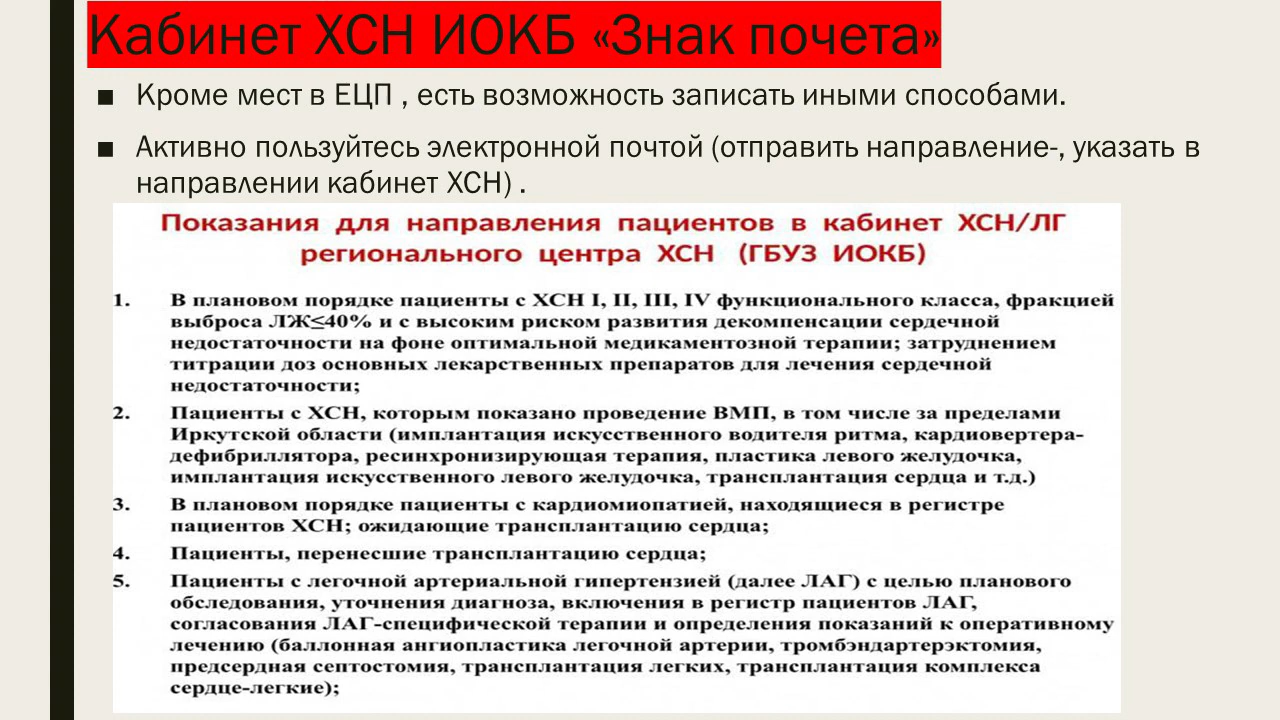 Кабинет ХСН ИОКБ «Знак почета»
■ Кроме мест в ЕЦП , есть возможность записать иными способами.
■ Активно пользуйтесь электронной почтой (отправить направление-, указать в
направлении кабинет ХСН) .
Показания для направления пациентов в кабинет ХСН/ЛГ
регионального центра ХСН (ГБУЗ ИОКБ)
1. В плановом порядке пациенты с ХСН I, II, III, IV функционального класса, фракцией
выброса ЛЖ≤40% и с высоким риском развития декомпенсации сердечной
недостаточности на фоне оптимальной медикаментозной терапии; затруднением
титрации доз основных лекарственных препаратов для лечения сердечной
недостаточности;
2. Пациенты с ХСН, которым показано проведение ВМП, в том числе за пределами
Иркутской области (имплантация искусственного водителя ритма, кардиовертера-
дефибриллятора, ресинхронизирующая терапия, пластика левого желудочка,
имплантация искусственного левого желудочка, трансплантация сердца и т.д.)
3. В плановом порядке пациенты с кардиомиопатией, находящиеся в регистре
пациентов ХСН; ожидающие трансплантацию сердца;
4. Пациенты, перенесшие трансплантацию сердца;
5. Пациенты с легочной артериальной гипертензией (далее ЛАГ) с целью планового
обследования, уточнения диагноза, включения в регистр пациентов ЛАГ,
согласования ЛАГ-специфической терапии и определения показаний к оперативному
лечению (баллонная ангиопластика легочной артерии, тромбэндартерэктомия,
предсердная септостомия, трансплантация легких, трансплантация комплекса
сердце-легкие);